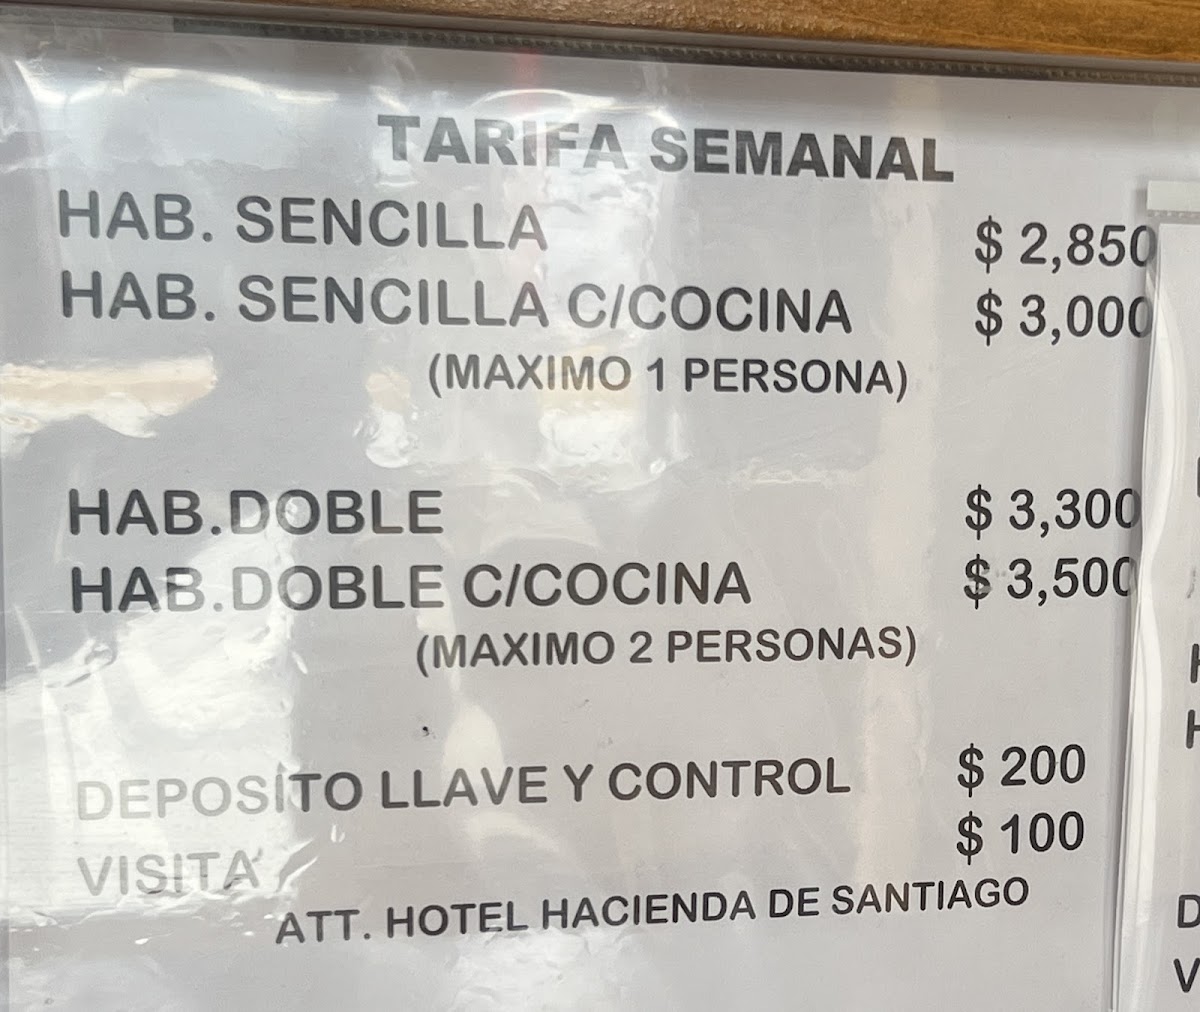 TARIFA SEMANAL
HAB. SENCILLA $ 2,850
HAB. SENCILLA C/COCINA $ 3,000
(MAXIMO 1 PERSONA)
HAB.DOBLE $ 3,300
HAB.DOBLE C/COCINA $ 3,500
(MAXIMO 2 PERSONAS)
DEPOSITO LLAVE Y CONTROL $ 200
VISITA $ 100
ATT. HOTEL HACIENDA DE SANTIAGO